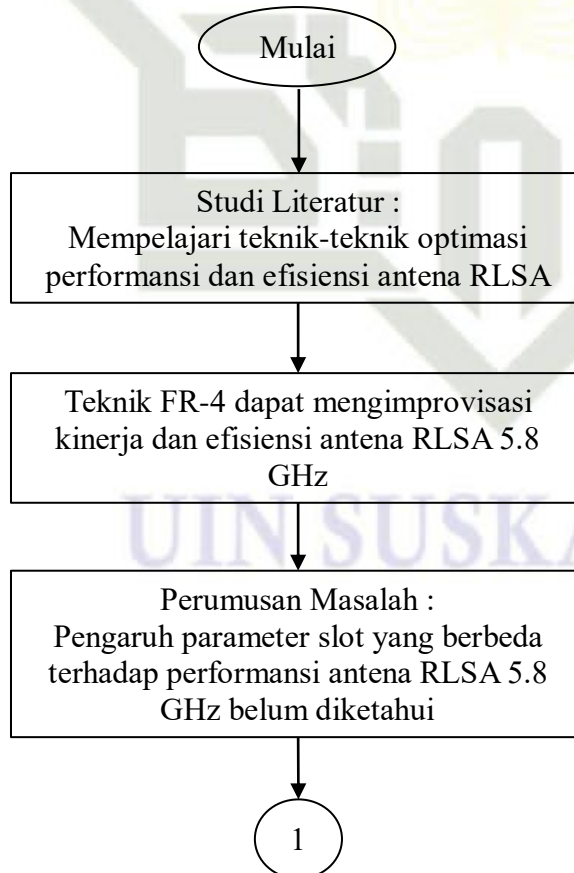 Mulai
Studi Literatur :
Mempelajari teknik-teknik optimasi
performansi dan efisiensi antena RLSA
Teknik FR-4 dapat mengimprovisasi
kinerja dan efisiensi antena RLSA 5.8
GHz
UIN SUSKA
Perumusan Masalah :
Pengaruh parameter slot yang berbeda
terhadap performansi antena RLSA 5.8
GHz belum diketahui
1